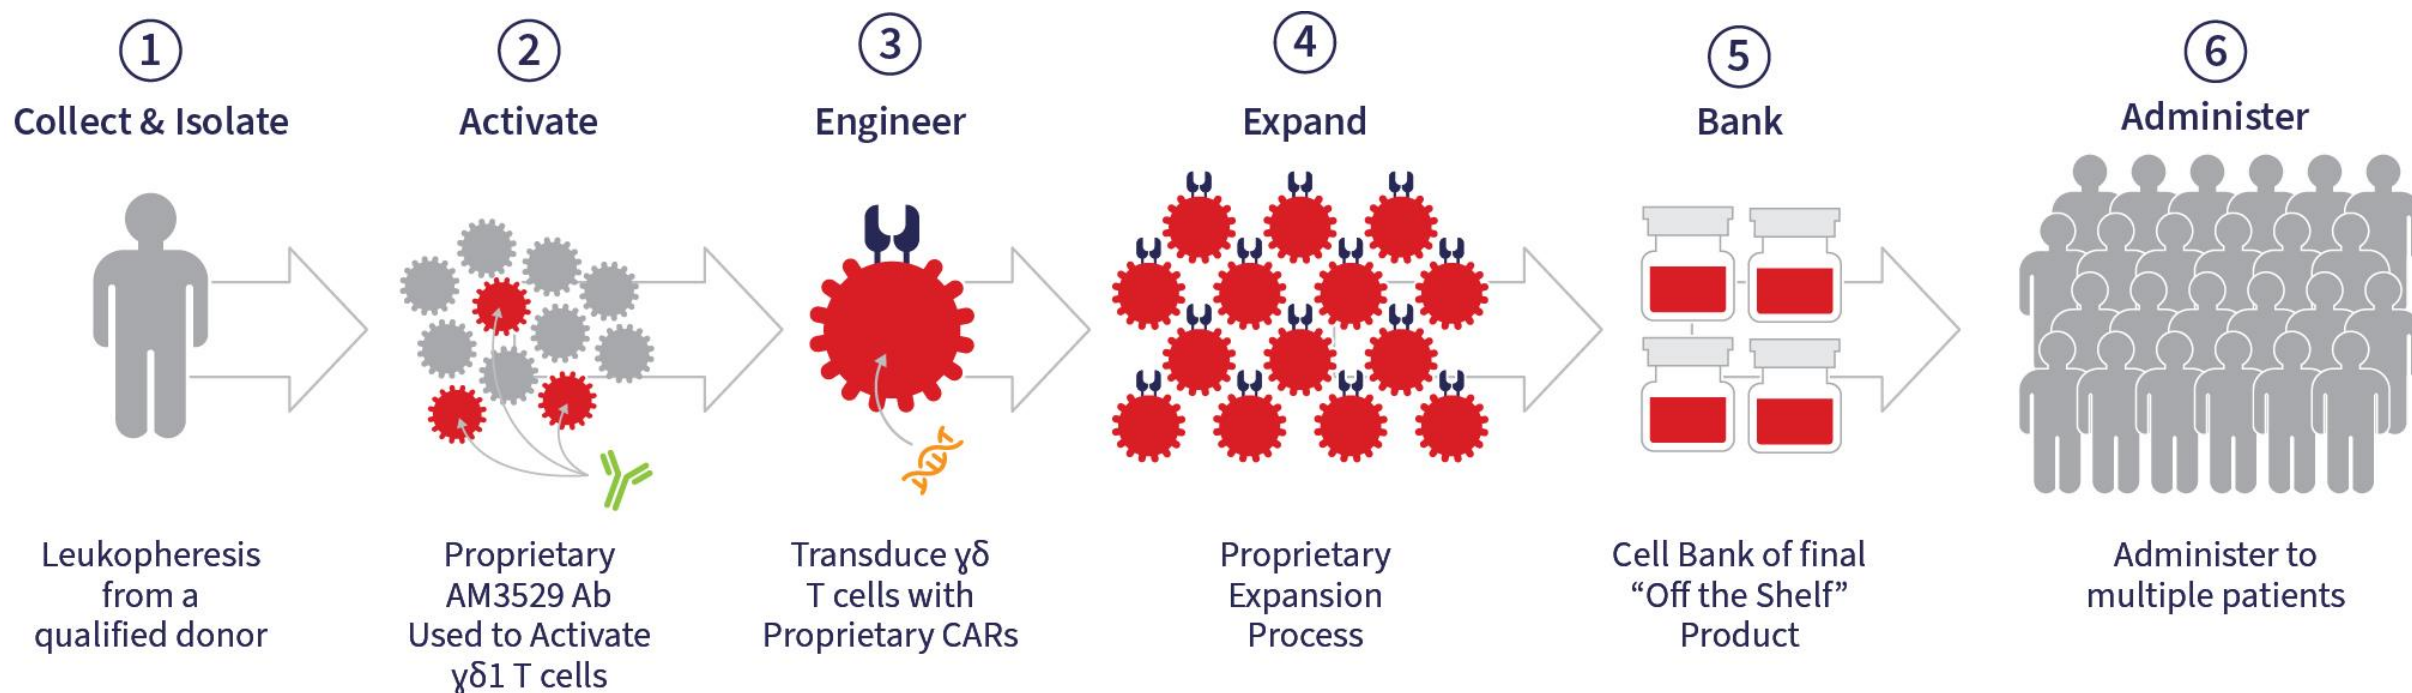 1
Collect & Isolate
Leukopheresis
from a
qualified donor
2
Activate
Proprietary
AM3529 Ab
Used to Activate
γδ1 T cells
3
Engineer
Transduce γδ
T cells with
Proprietary CARs
4
Expand
Proprietary
Expansion
Process
5
Bank
Cell Bank of final
“Off the Shelf”
Product
6
Administer
Administer to
multiple patients